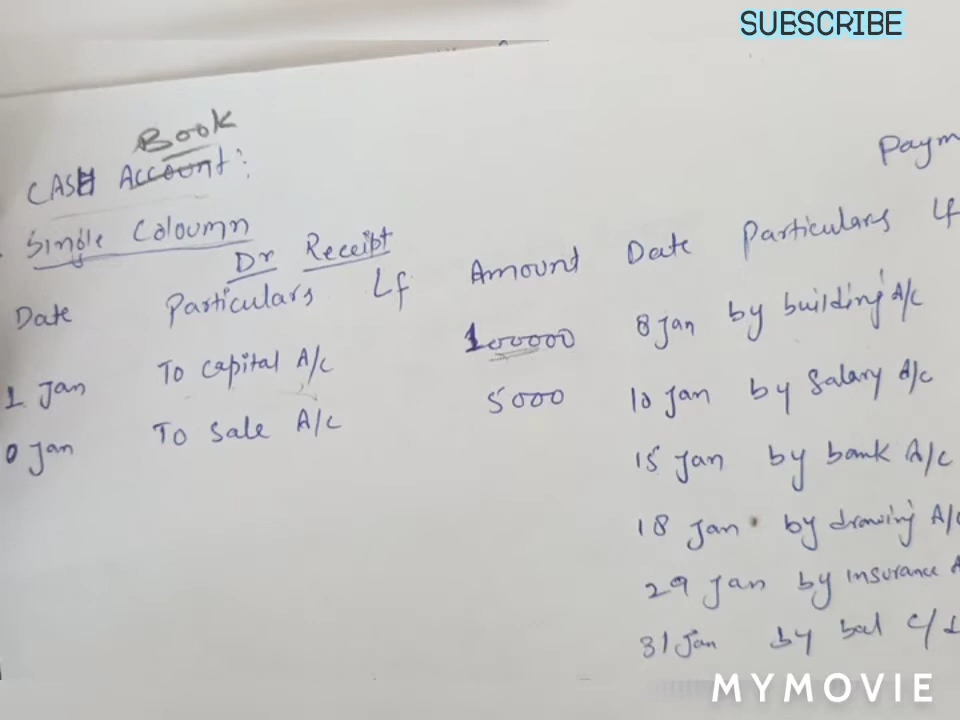 SUBSCRIBE
Book
CASH Account:
Paym
Single Coloumn
Dr Receipt
Date Particulars Lf Amount Date Particulars Lf
1 Jan To capital A/c 100000 8 Jan by building A/c
0 Jan To sale A/c 5000 10 Jan by Salary A/c
15 Jan by bank A/c
18 Jan by drawing A/c
29 Jan by insurance A
31 Jan by bal c/d
MYMOVIE